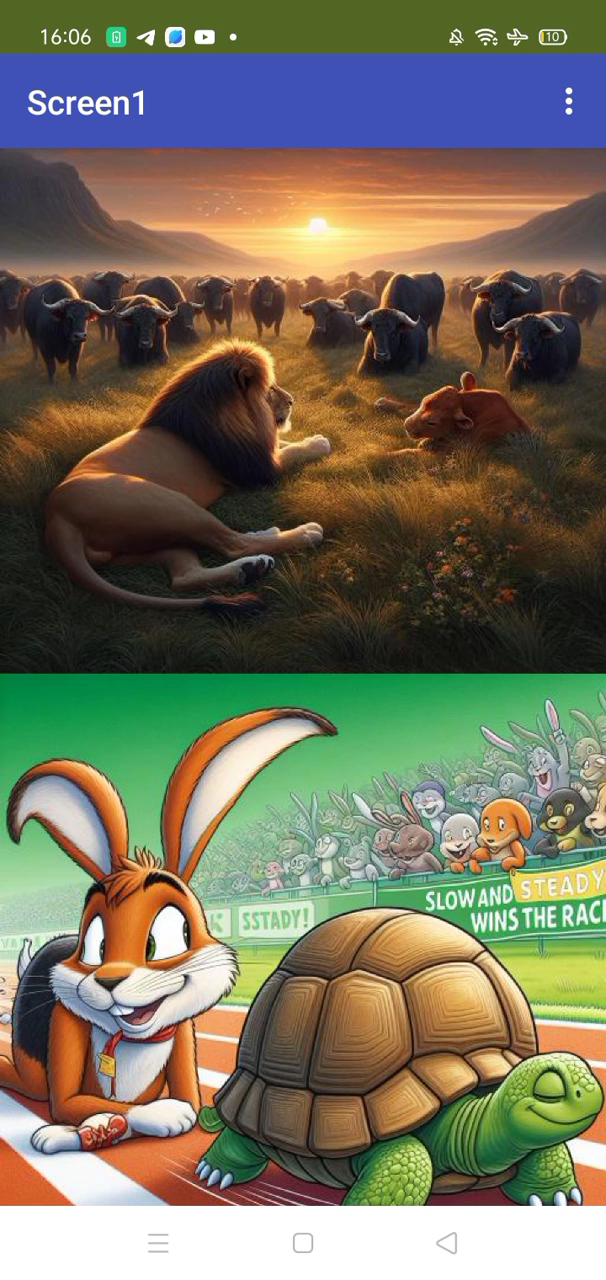 16:06
10
Screen1
SLOW AND STEADY
WINS THE RAC
K SSTADY!